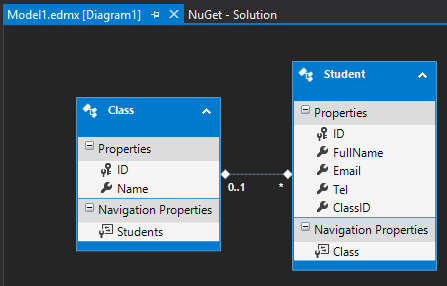 Model1.edmx [Diagram1]
NuGet - Solution
Class
Properties
ID
Name
Navigation Properties
Students
0..1
*
Student
Properties
ID
FullName
Email
Tel
ClassID
Navigation Properties
Class